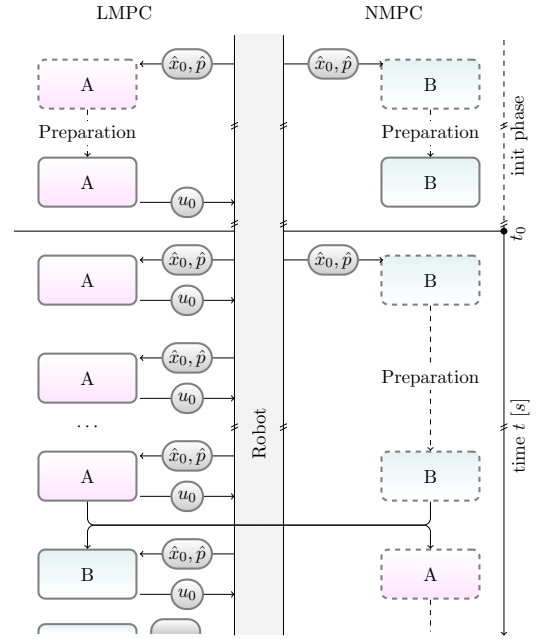 LMPC NMPC
x̂₀, p̂ x̂₀, p̂
A B
Preparation Preparation
A B
u₀
init phase
t₀
x̂₀, p̂ x̂₀, p̂
A B
u₀
x̂₀, p̂
A Preparation
u₀
...
Robot
time t [s]
x̂₀, p̂
A B
u₀
x̂₀, p̂
B A
u₀